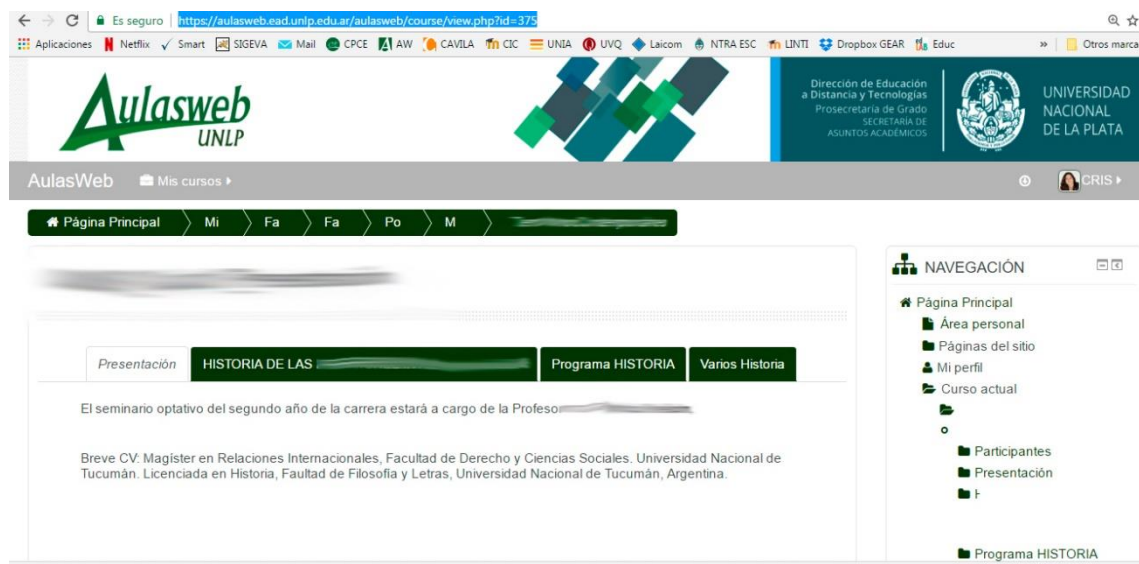 Es seguro | https://aulasweb.ead.unlp.edu.ar/aulasweb/course/view.php?id=375
Aplicaciones Netflix Smart SIGEVA Mail CPCE AW CAVILA CIC UNIA UVQ Laicom NTRA ESC LINTI Dropbox GEAR Educ » Otros marca
Aulasweb
UNLP
Dirección de Educación
a Distancia y Tecnologías
Prosecretaría de Grado
SECRETARÍA DE
ASUNTOS ACADÉMICOS
UNIVERSIDAD
NACIONAL
DE LA PLATA
AulasWeb Mis cursos CRIS
Página Principal Mi Fa Fa Po M
Presentación HISTORIA DE LAS Programa HISTORIA Varios Historia
El seminario optativo del segundo año de la carrera estará a cargo de la Profesor
Breve CV: Magíster en Relaciones Internacionales, Facultad de Derecho y Ciencias Sociales. Universidad Nacional de
Tucumán. Licenciada en Historia, Faultad de Filosofía y Letras, Universidad Nacional de Tucumán, Argentina.
NAVEGACIÓN
Página Principal
Área personal
Páginas del sitio
Mi perfil
Curso actual
Participantes
Presentación
Programa HISTORIA